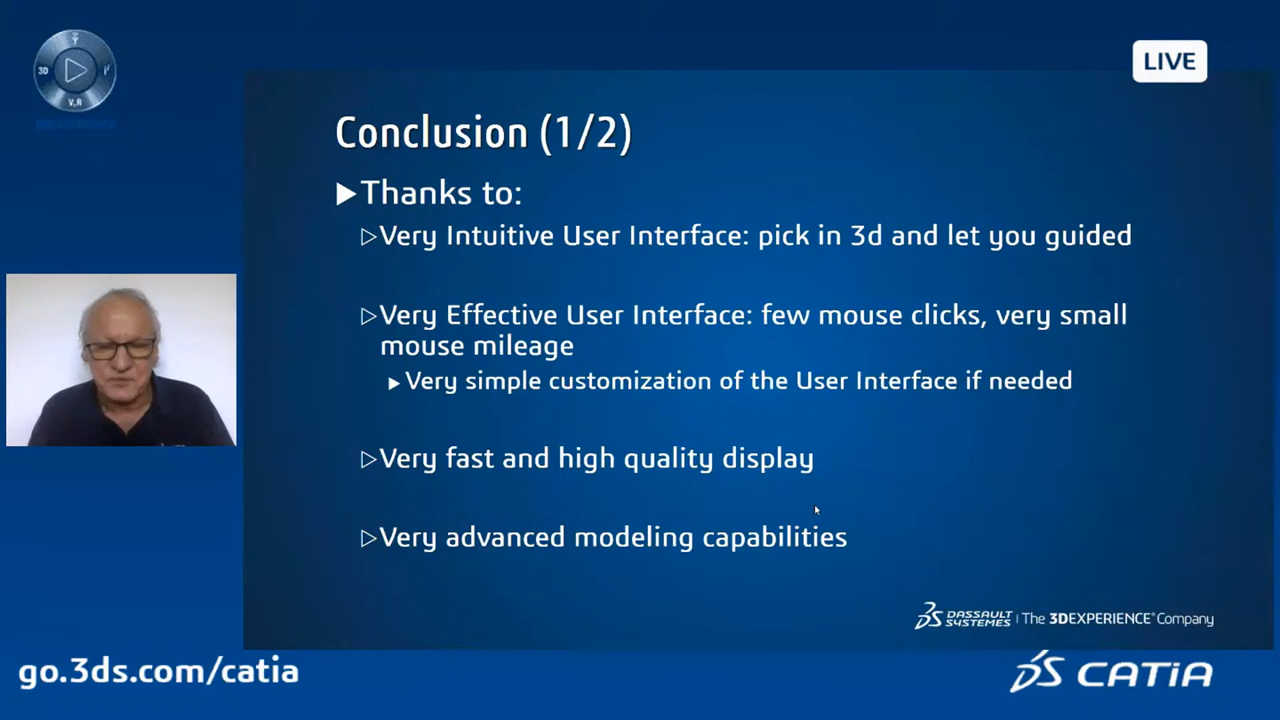 3D
V.R
LIVE
Conclusion (1/2)
Thanks to:
Very Intuitive User Interface: pick in 3d and let you guided
Very Effective User Interface: few mouse clicks, very small
mouse mileage
Very simple customization of the User Interface if needed
Very fast and high quality display
Very advanced modeling capabilities
DASSAULT SYSTEMES | The 3DEXPERIENCE® Company
go.3ds.com/catia
CATIA